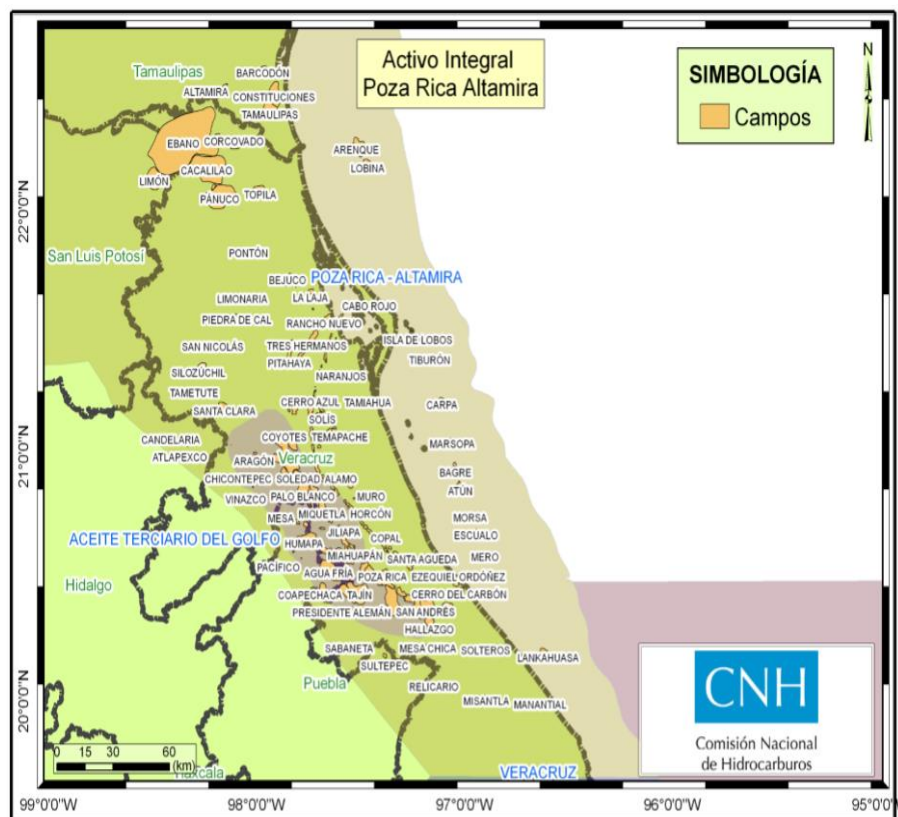 Activo Integral
Poza Rica Altamira
SIMBOLOGÍA
Campos
N
Tamaulipas
BARCODÓN
ALTAMIRA
CONSTITUCIONES
TAMAULIPAS
EBANO
CORCOVADO
ARENQUE
LOBINA
CACALILAO
LIMÓN
PÁNUCO
TOPILA
22°0'0"N
San Luis Potosí
PONTÓN
BEJUCO
POZA RICA - ALTAMIRA
LIMONARIA
LA LAJA
CABO ROJO
PIEDRA DE CAL
RANCHO NUEVO
ISLA DE LOBOS
SAN NICOLÁS
TRES HERMANOS
TIBURÓN
PITAHAYA
SILOZÚCHIL
NARANJOS
TAMETUTE
CERRO AZUL
TAMIAHUA
CARPA
SANTA CLARA
SOLÍS
CANDELARIA
COYOTES
TEMAPACHE
MARSOPA
21°0'0"N
ATLAPEXCO
ARAGÓN
Veracruz
BAGRE
CHICONTEPEC
SOLEDAD
ALAMO
ATÚN
VINAZCO
PALO BLANCO
MURO
MESA
MIQUETLA
HORCÓN
MORSA
ACEITE TERCIARIO DEL GOLFO
JILIAPA
COPAL
ESCUALO
HUMAPA
MIAHUAPÁN
SANTA AGUEDA
MERO
PACÍFICO
AGUA FRÍA
POZA RICA
EZEQUIEL ORDÓÑEZ
Hidalgo
COAPECHACA
TAJÍN
CERRO DEL CARBÓN
PRESIDENTE ALEMÁN
SAN ANDRÉS
HALLAZGO
SABANETA
MESA CHICA
SOLTEROS
LANKAHUASA
SULTEPEC
Puebla
RELICARIO
20°0'0"N
MISANTLA
MANANTIAL
CNH
Comisión Nacional
de Hidrocarburos
0 15 30 60
(km)
Tlaxcala
VERACRUZ
99°0'0"W 98°0'0"W 97°0'0"W 96°0'0"W 95°0'0"W